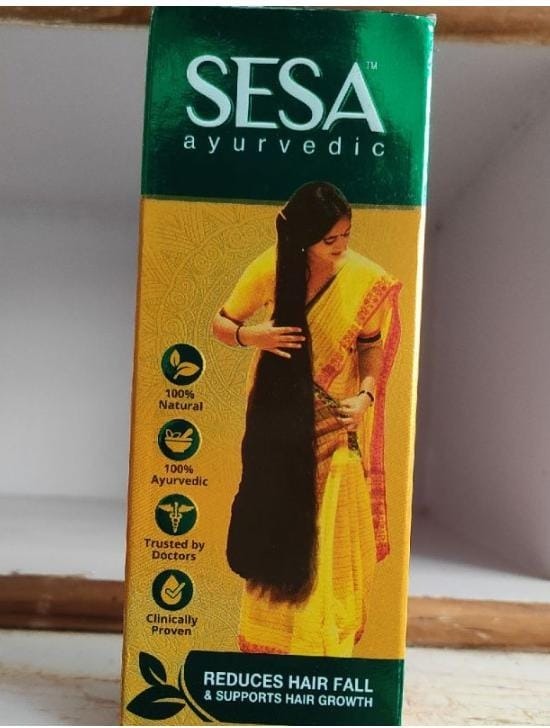 SESA™
ayurvedic
100%
Natural
100%
Ayurvedic
Trusted by
Doctors
Clinically
Proven
REDUCES HAIR FALL
& SUPPORTS HAIR GROWTH